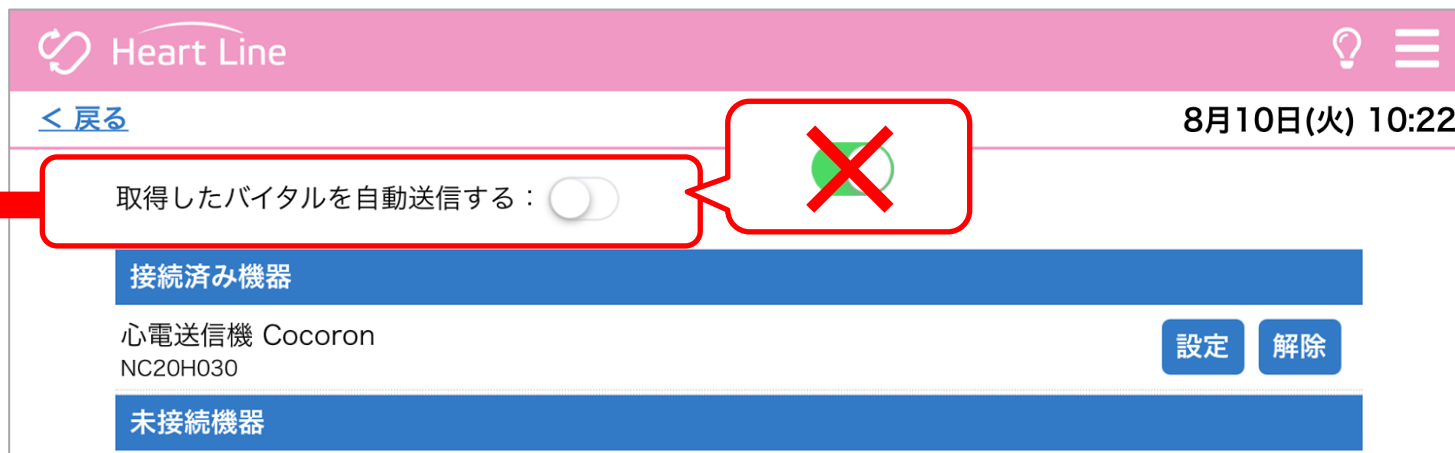 Heart Line
< 戻る
8月10日(火) 10:22
取得したバイタルを自動送信する：
接続済み機器
心電送信機 Cocoron
NC20H030
設定
解除
未接続機器